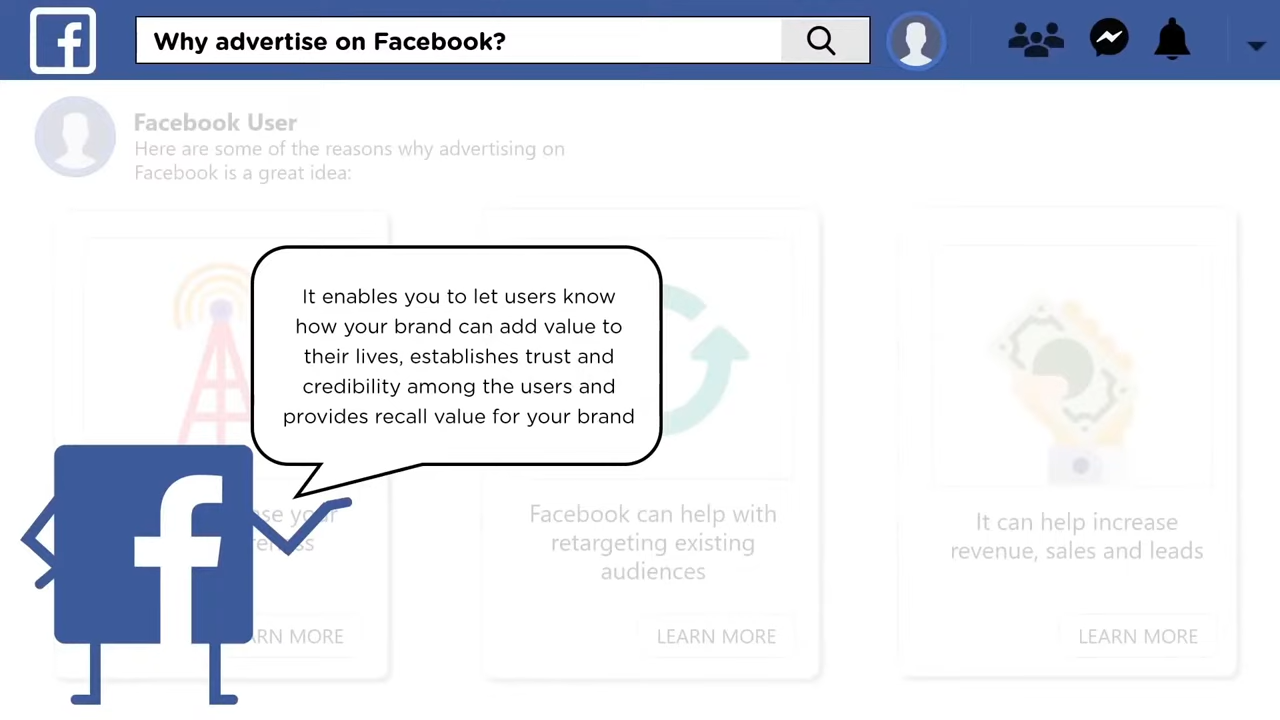 Why advertise on Facebook?
Facebook User
Here are some of the reasons why advertising on
Facebook is a great idea:
It enables you to let users know
how your brand can add value to
their lives, establishes trust and
credibility among the users and
provides recall value for your brand
your
LEARN MORE
Facebook can help with
retargeting existing
audiences
LEARN MORE
It can help increase
revenue, sales and leads
LEARN MORE